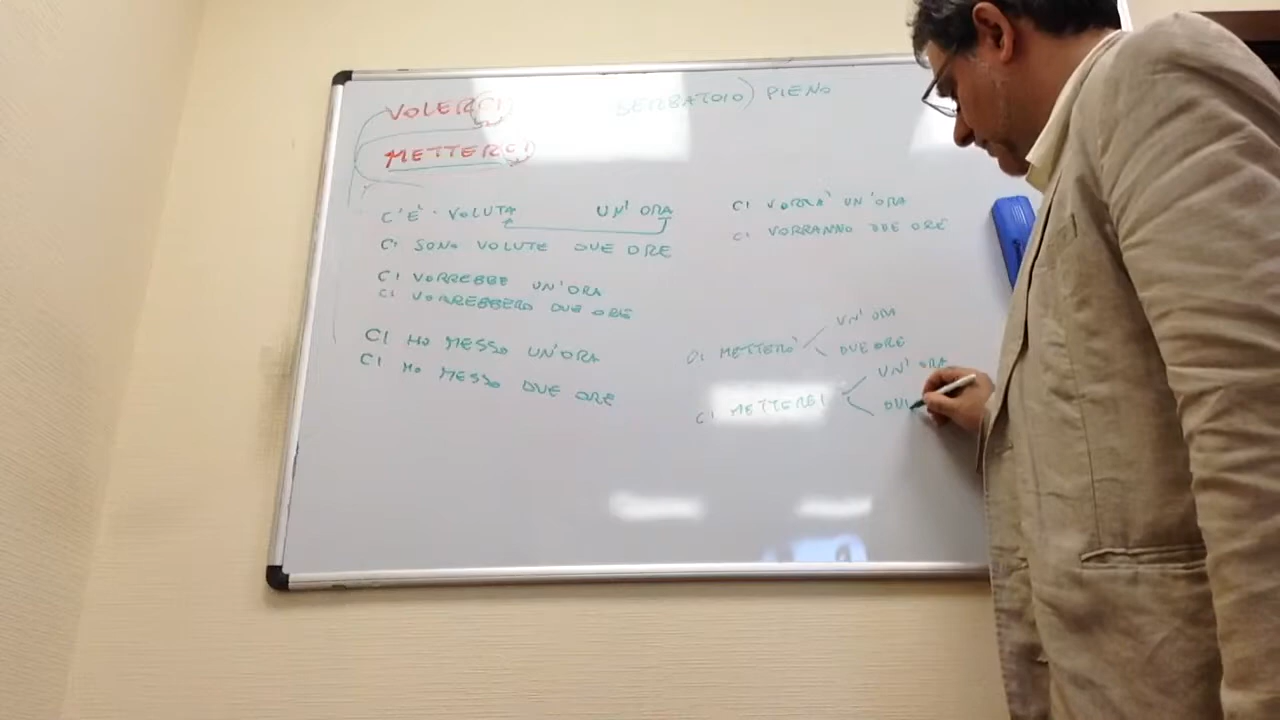 VOLERCI
SERBATOIO) PIENO
METTERCI
C'È VOLUTA UN'ORA
CI SONO VOLUTE DUE ORE
CI VORREBBE UN'ORA
CI VORREBBERO DUE ORE
CI HO MESSO UN'ORA
CI HO MESSO DUE ORE
CI VORRÀ UN'ORA
CI VORRANNO DUE ORE
CI METTERÒ UN'ORA
DUE ORE
CI METTEREI UN'ORA
DUE